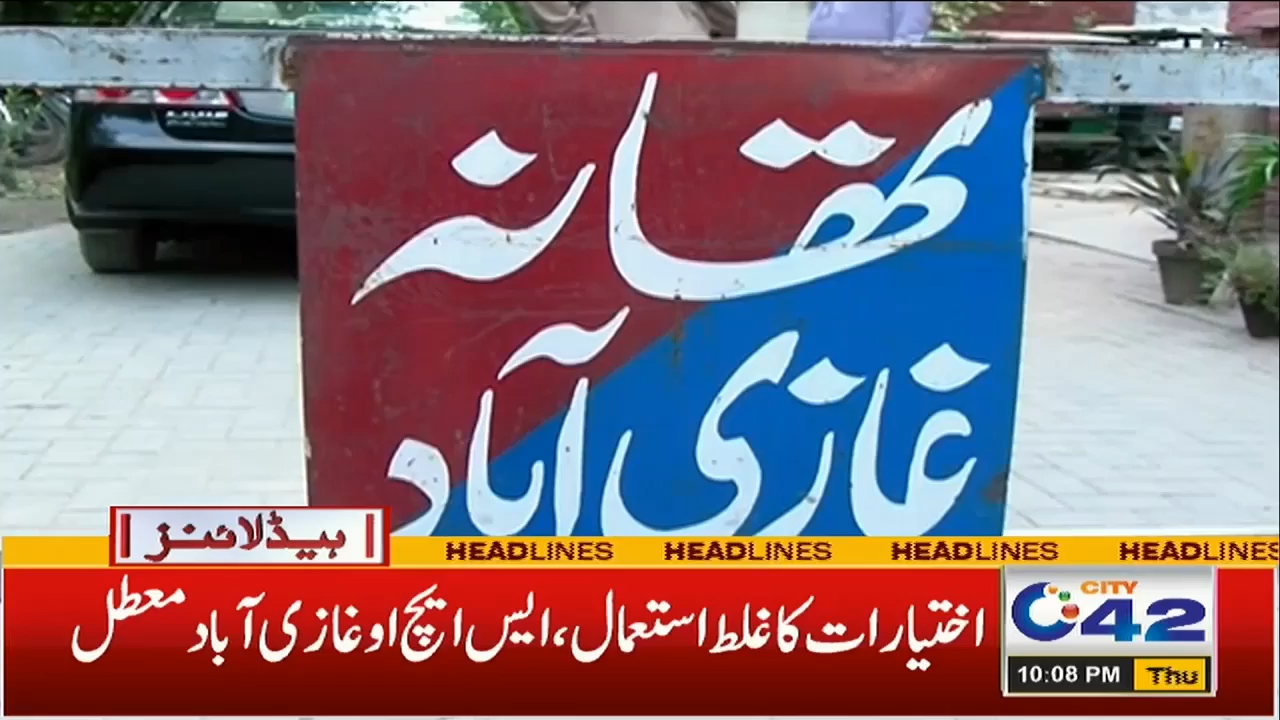 تھانہ
غازی آباد
ہیڈلائنز
HEADLINES HEADLINES HEADLINES HEADLINES
اختیارات کا غلط استعمال، ایس ایچ او غازی آباد معطل
CITY
42
10:08 PM Thu